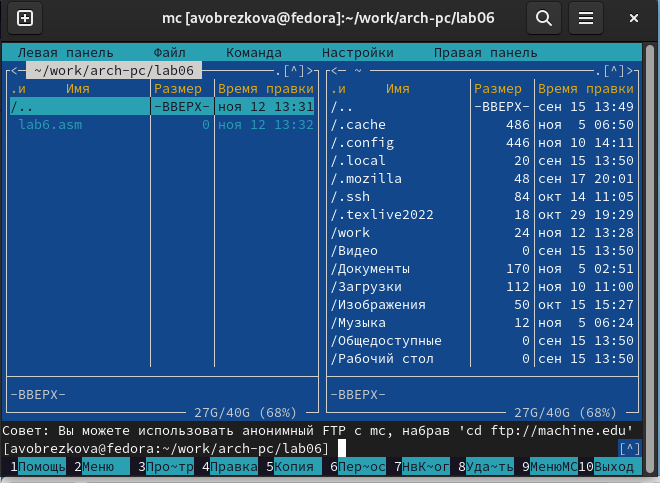 mc [avobrezkova@fedora]:~/work/arch-pc/lab06
Левая панель Файл Команда Настройки Правая панель
<— ~/work/arch-pc/lab06 .[^]> <— ~ .[^]>
.и Имя Размер Время правки .и Имя Размер Время правки
/.. -ВВЕРХ- ноя 12 13:31 /.. -ВВЕРХ- сен 15 13:49
lab6.asm 0 ноя 12 13:32 /.cache 486 ноя 5 06:50
/.config 446 ноя 10 14:11
/.local 20 сен 15 13:50
/.mozilla 48 сен 17 20:01
/.ssh 84 окт 14 11:05
/.texlive2022 18 окт 29 19:29
/work 24 ноя 12 13:28
/Видео 0 сен 15 13:50
/Документы 170 ноя 5 02:51
/Загрузки 112 ноя 10 11:00
/Изображения 50 окт 15 15:27
/Музыка 12 ноя 5 06:24
/Общедоступные 0 сен 15 13:50
/Рабочий стол 0 сен 15 13:50
-ВВЕРХ- -ВВЕРХ-
27G/40G (68%) 27G/40G (68%)
Совет: Вы можете использовать анонимный FTP с mc, набрав 'cd ftp://machine.edu'
[avobrezkova@fedora:~/work/arch-pc/lab06] [^]
1Помощь 2Меню 3Про~тр 4Правка 5Копия 6Пер~ос 7НвК~ог 8Уда~ть 9МенюMC 10Выход